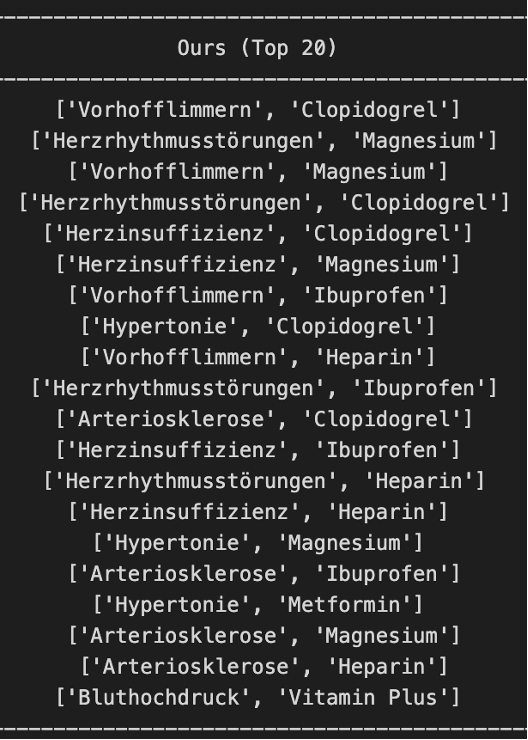 Ours (Top 20)
['Vorhofflimmern', 'Clopidogrel']
['Herzrhythmusstörungen', 'Magnesium']
['Vorhofflimmern', 'Magnesium']
['Herzrhythmusstörungen', 'Clopidogrel']
['Herzinsuffizienz', 'Clopidogrel']
['Herzinsuffizienz', 'Magnesium']
['Vorhofflimmern', 'Ibuprofen']
['Hypertonie', 'Clopidogrel']
['Vorhofflimmern', 'Heparin']
['Herzrhythmusstörungen', 'Ibuprofen']
['Arteriosklerose', 'Clopidogrel']
['Herzinsuffizienz', 'Ibuprofen']
['Herzrhythmusstörungen', 'Heparin']
['Herzinsuffizienz', 'Heparin']
['Hypertonie', 'Magnesium']
['Arteriosklerose', 'Ibuprofen']
['Hypertonie', 'Metformin']
['Arteriosklerose', 'Magnesium']
['Arteriosklerose', 'Heparin']
['Bluthochdruck', 'Vitamin Plus']